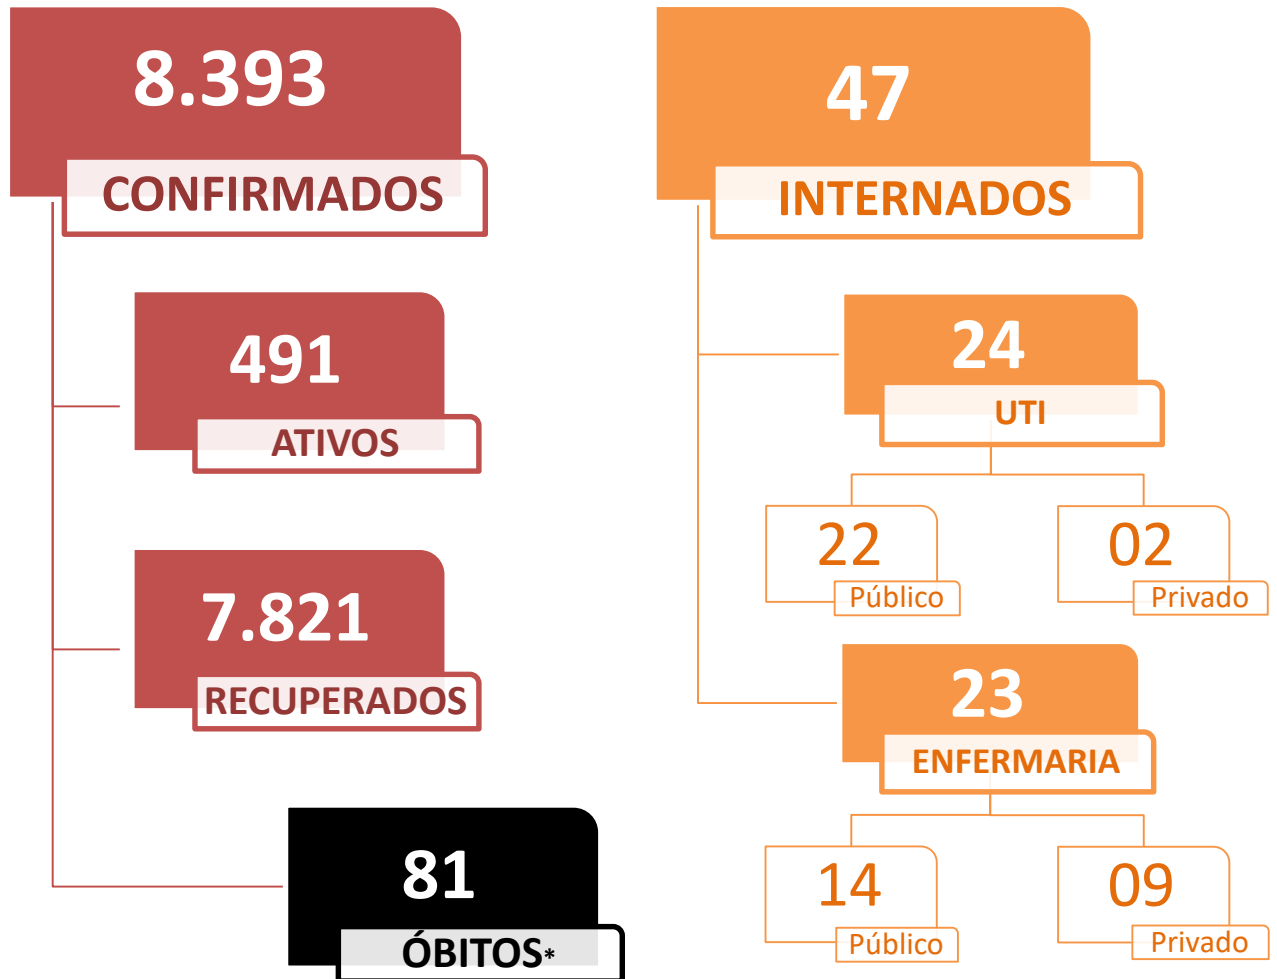 8.393
CONFIRMADOS
491
ATIVOS
7.821
RECUPERADOS
81
ÓBITOS*
47
INTERNADOS
24
UTI
22
Público
02
Privado
23
ENFERMARIA
14
Público
09
Privado